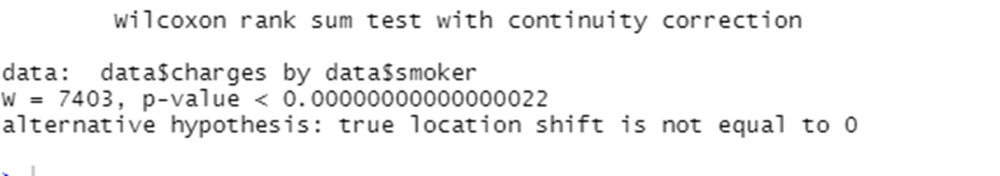 Wilcoxon rank sum test with continuity correction
data: data$charges by data$smoker
W = 7403, p-value < 0.00000000000000022
alternative hypothesis: true location shift is not equal to 0